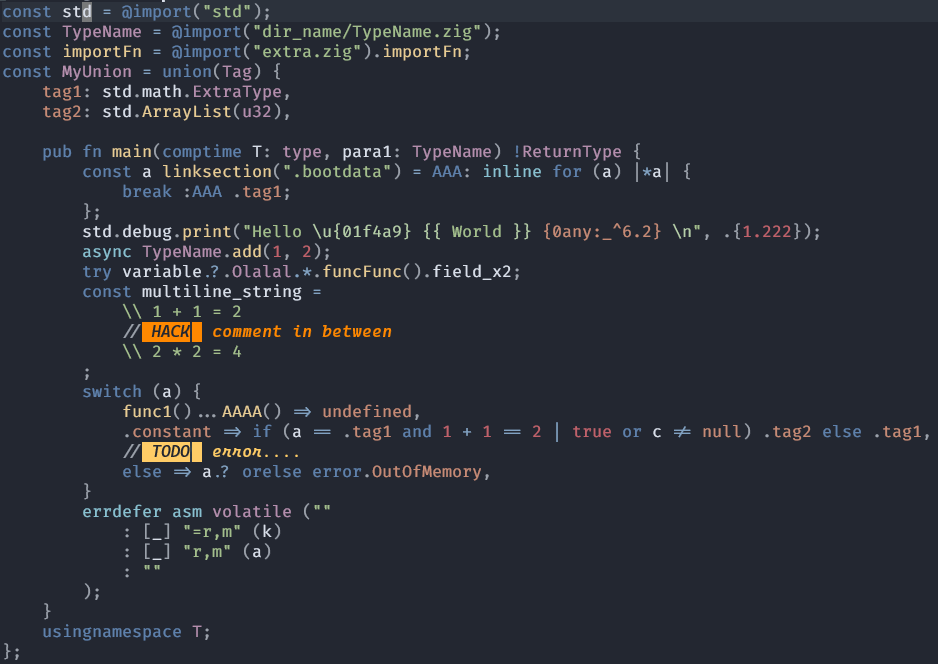 const std = @import("std");
const TypeName = @import("dir_name/TypeName.zig");
const importFn = @import("extra.zig").importFn;
const MyUnion = union(Tag) {
    tag1: std.math.ExtraType,
    tag2: std.ArrayList(u32),

    pub fn main(comptime T: type, para1: TypeName) !ReturnType {
        const a linksection(".bootdata") = AAA: inline for (a) |*a| {
            break :AAA .tag1;
        };
        std.debug.print("Hello \u{01f4a9} {{ World }} {0any:_^6.2} \n", .{1.222});
        async TypeName.add(1, 2);
        try variable.?.Olalal.*.funcFunc().field_x2;
        const multiline_string =
            \\ 1 + 1 = 2
            // HACK  comment in between
            \\ 2 * 2 = 4
        ;
        switch (a) {
            func1()...AAAA() => undefined,
            .constant => if (a == .tag1 and 1 + 1 == 2 | true or c != null) .tag2 else .tag1,
            // TODO  error....
            else => a.? orelse error.OutOfMemory,
        }
        errdefer asm volatile (""
            : [_] "=r,m" (k)
            : [_] "r,m" (a)
            : ""
        );
    }
    usingnamespace T;
};